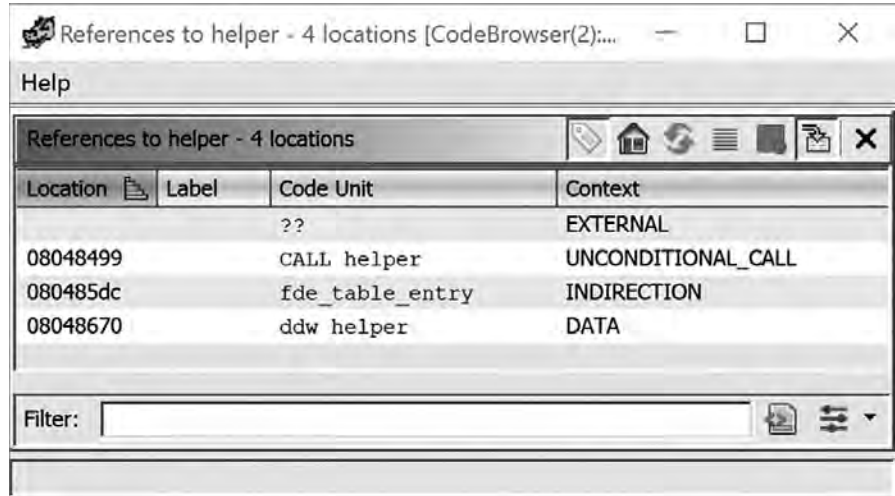 References to helper - 4 locations [CodeBrowser(2):...
Help
References to helper - 4 locations
Location Label Code Unit Context
?? EXTERNAL
08048499 CALL helper UNCONDITIONAL_CALL
080485dc fde_table_entry INDIRECTION
08048670 ddw helper DATA
Filter: